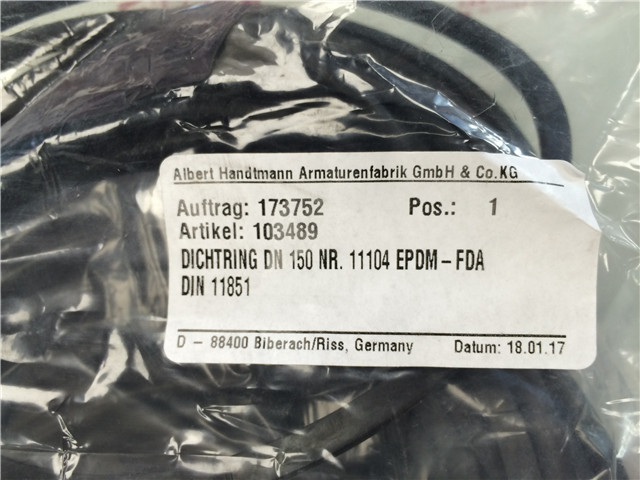 Albert Handtmann Armaturenfabrik GmbH & Co.KG
Auftrag: 173752 Pos.: 1
Artikel: 103489
DICHTRING DN 150 NR. 11104 EPDM – FDA
DIN 11851
D – 88400 Biberach/Riss, Germany Datum: 18.01.17